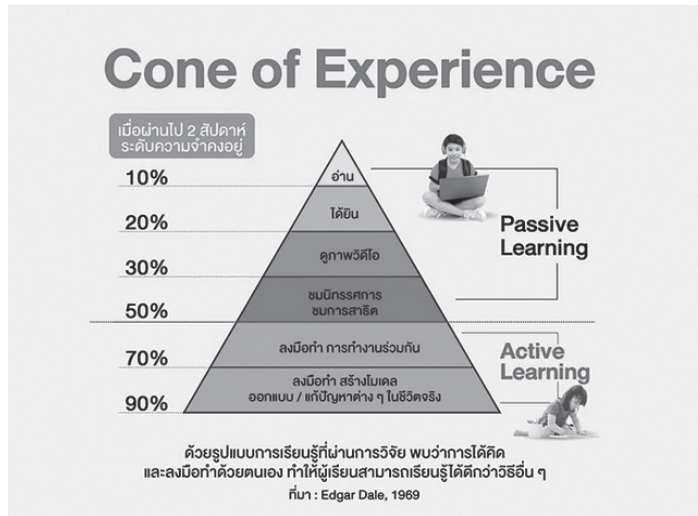 Cone of Experience
เมื่อผ่านไป 2 สัปดาห์
ระดับความจำคงอยู่
10%
อ่าน
20%
ได้ยิน
Passive
Learning
30%
ดูภาพวิดีโอ
50%
ชมนิทรรศการ
ชมการสาธิต
70%
ลงมือทำ การทำงานร่วมกัน
Active
Learning
90%
ลงมือทำ สร้างโมเดล
ออกแบบ / แก้ปัญหาต่าง ๆ ในชีวิตจริง
ด้วยรูปแบบการเรียนรู้ที่ผ่านการวิจัย พบว่าการได้คิด
และลงมือทำด้วยตนเอง ทำให้ผู้เรียนสามารถเรียนรู้ได้ดีกว่าวิธีอื่น ๆ
ที่มา : Edgar Dale, 1969